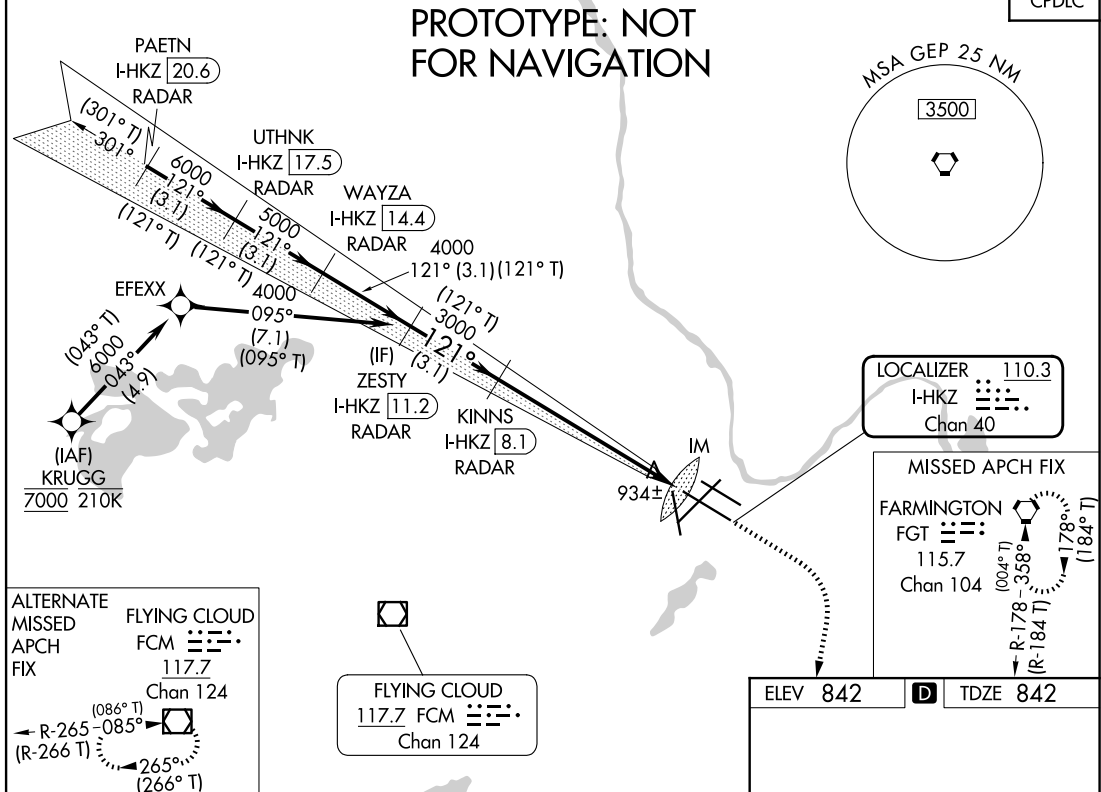 CPDLC
PROTOTYPE: NOT
FOR NAVIGATION
PAETN
I-HKZ 20.6
RADAR
(301° T)
301°
6000
121°
(3.1)
(121° T)
UTHNK
I-HKZ 17.5
RADAR
5000
121°
(3.1)
(121° T)
WAYZA
I-HKZ 14.4
RADAR
4000
121° (3.1)(121° T)
(121° T)
3000
121°
(3.1)
MSA GEP 25 NM
3500
EFEXX
4000
095°
(7.1)
(095° T)
(043° T)
6000
043°
(4.9)
(IAF)
KRUGG
7000 210K
(IF)
ZESTY
I-HKZ 11.2
RADAR
KINNS
I-HKZ 8.1
RADAR
IM
934±
LOCALIZER 110.3
I-HKZ
Chan 40
MISSED APCH FIX
FARMINGTON
FGT
115.7
Chan 104
R-178
(R-184 T)
358°
(004° T)
178°
(184° T)
ALTERNATE
MISSED
APCH
FIX
FLYING CLOUD
FCM
117.7
Chan 124
(086° T)
R-265 085°
(R-266 T)
265°
(266° T)
FLYING CLOUD
117.7 FCM
Chan 124
ELEV 842 D TDZE 842